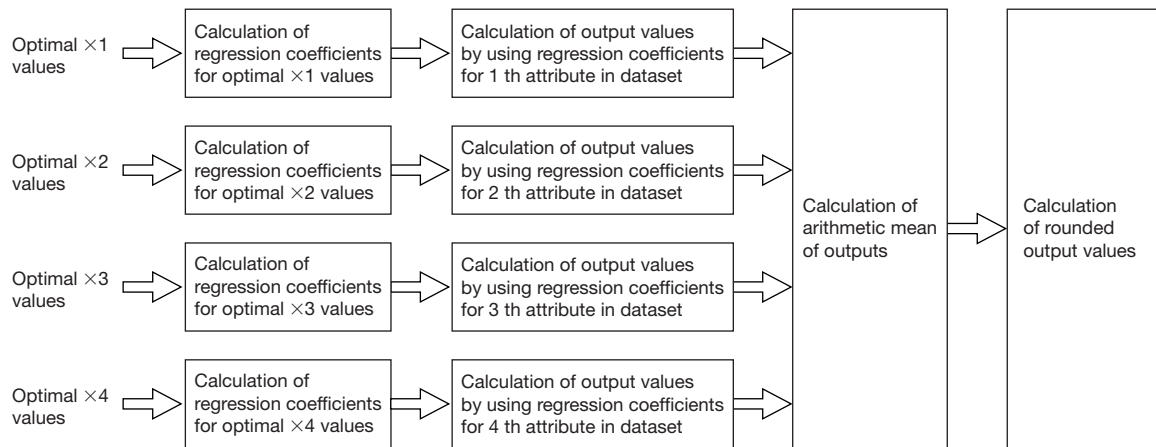 Optimal ×1
values
Calculation of
regression coefficients
for optimal ×1 values
Calculation of output values
by using regression coefficients
for 1 th attribute in dataset
Optimal ×2
values
Calculation of
regression coefficients
for optimal ×2 values
Calculation of output values
by using regression coefficients
for 2 th attribute in dataset
Optimal ×3
values
Calculation of
regression coefficients
for optimal ×3 values
Calculation of output values
by using regression coefficients
for 3 th attribute in dataset
Optimal ×4
values
Calculation of
regression coefficients
for optimal ×4 values
Calculation of output values
by using regression coefficients
for 4 th attribute in dataset
Calculation of
arithmetic mean
of outputs
Calculation
of rounded
output values